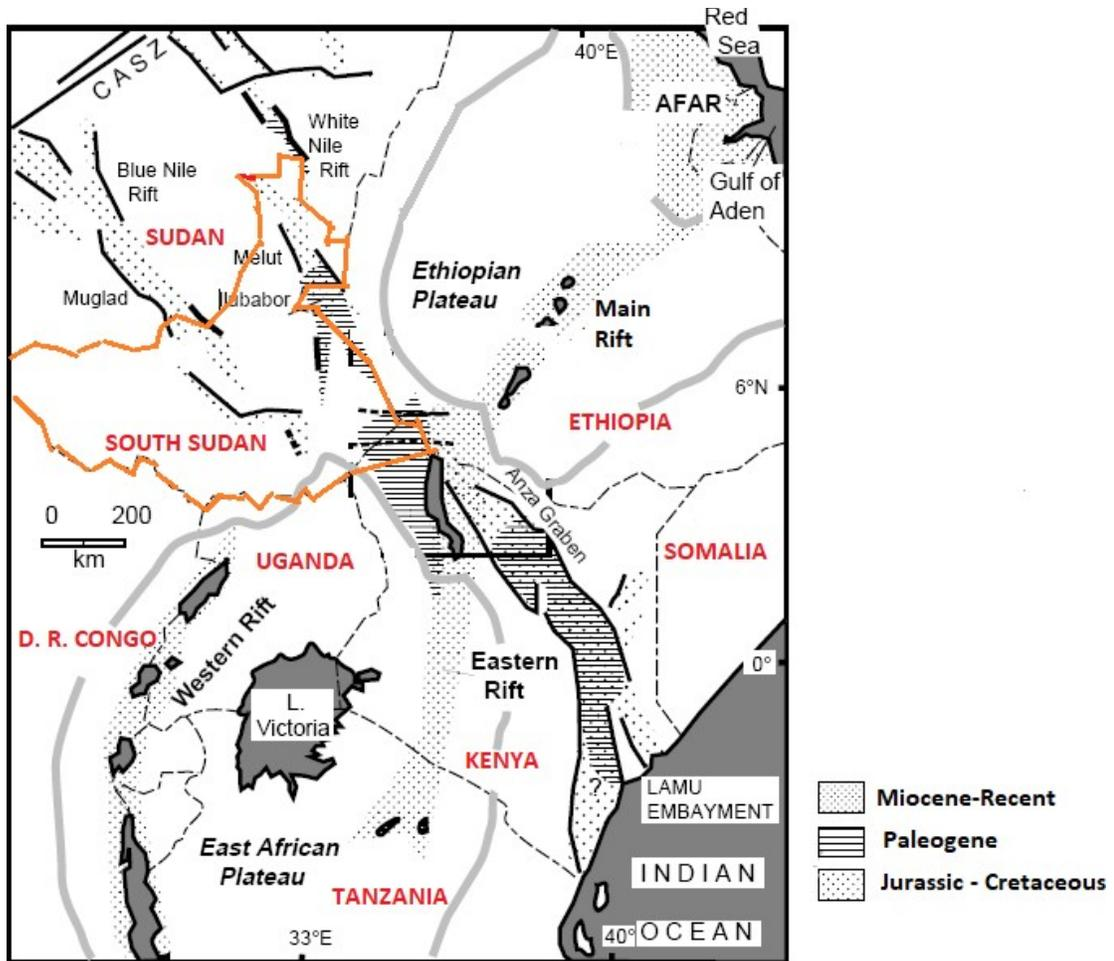 Red
Sea
40°E
CASZ
AFAR
White
Nile
Rift
Blue Nile
Rift
Gulf of
Aden
SUDAN
Melut
Ethiopian
Plateau
Muglad
Main
Rift
6°N
ETHIOPIA
SOUTH SUDAN
Anza Graben
0 200
km
UGANDA
SOMALIA
D. R. CONGO
Western Rift
Eastern
Rift
0°
L.
Victoria
KENYA
?
LAMU
EMBAYMENT
Miocene-Recent
Paleogene
Jurassic - Cretaceous
East African
Plateau
TANZANIA
INDIAN
OCEAN
33°E
40°